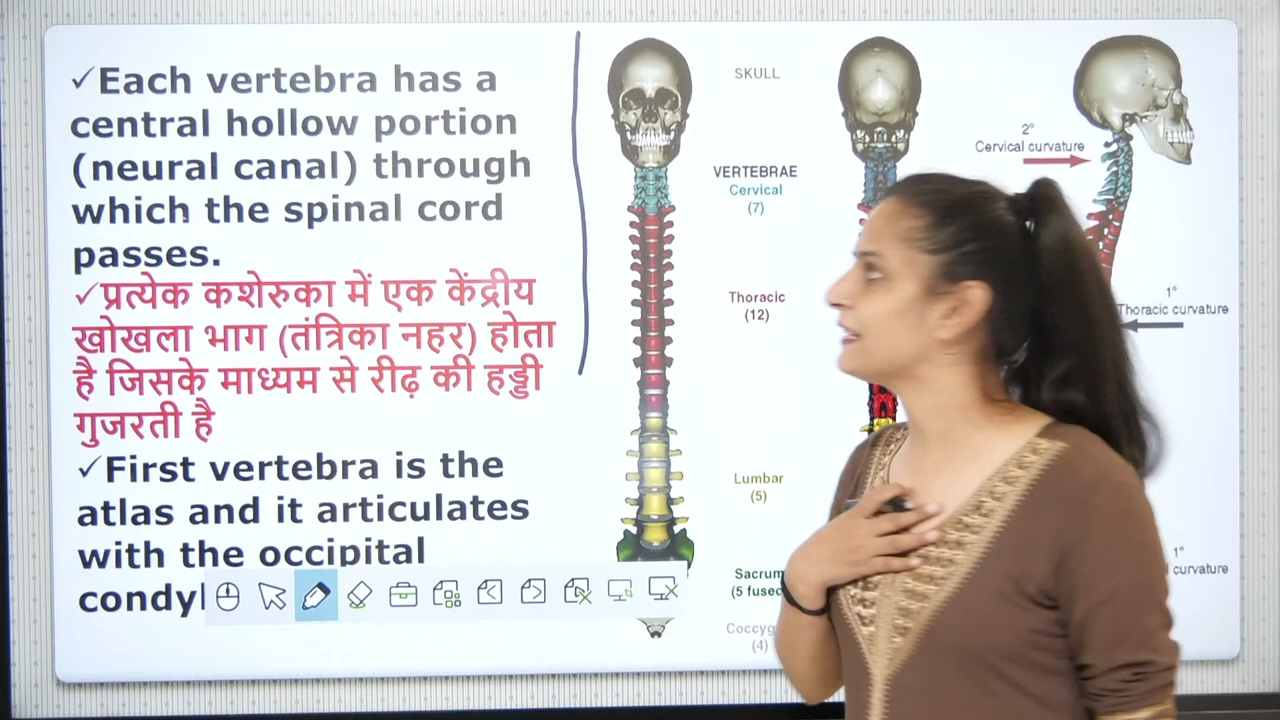 ✓Each vertebra has a
central hollow portion
(neural canal) through
which the spinal cord
passes.
✓प्रत्येक कशेरुका में एक केंद्रीय
खोखला भाग (तंत्रिका नहर) होता
है जिसके माध्यम से रीढ़ की हड्डी
गुजरती है
✓First vertebra is the
atlas and it articulates
with the occipital
SKULL
VERTEBRAE
Cervical
(7)
Thoracic
(12)
Lumbar
(5)
Sacrum
(5 fused
(4)
2°
Cervical curvature
1°
Thoracic curvature
1°
curvature